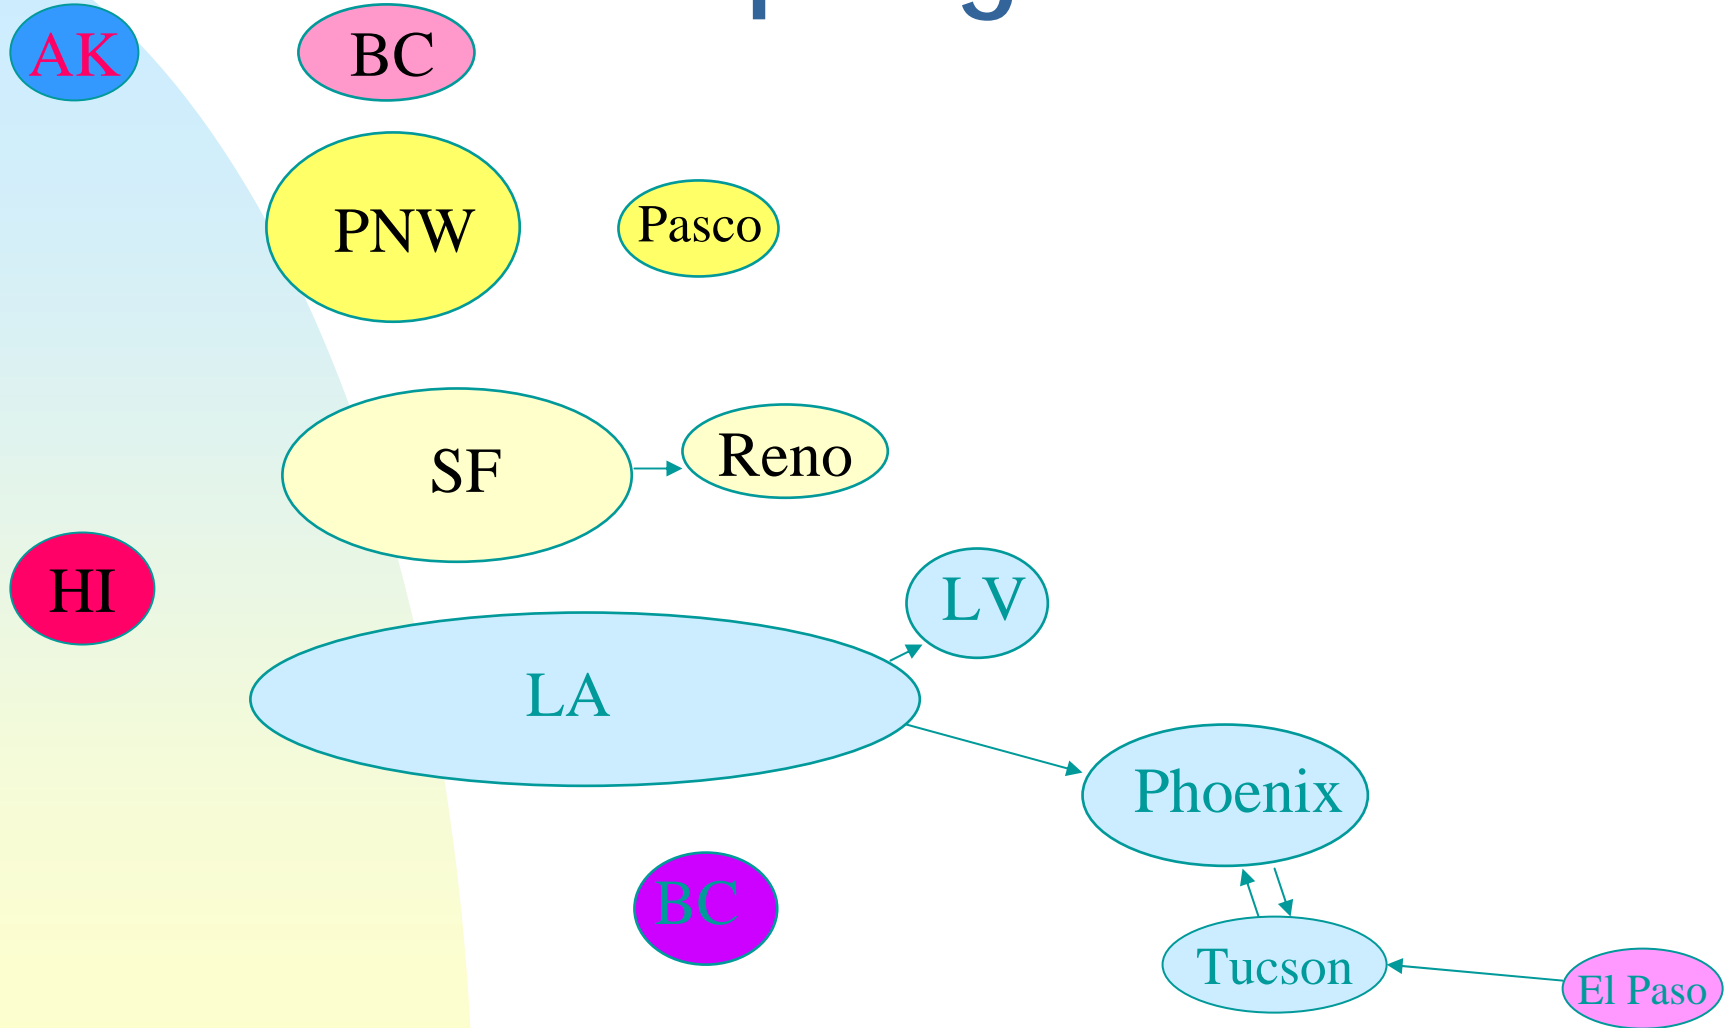 AK
BC
PNW
Pasco
SF
Reno
HI
LV
LA
Phoenix
BC
Tucson
El Paso